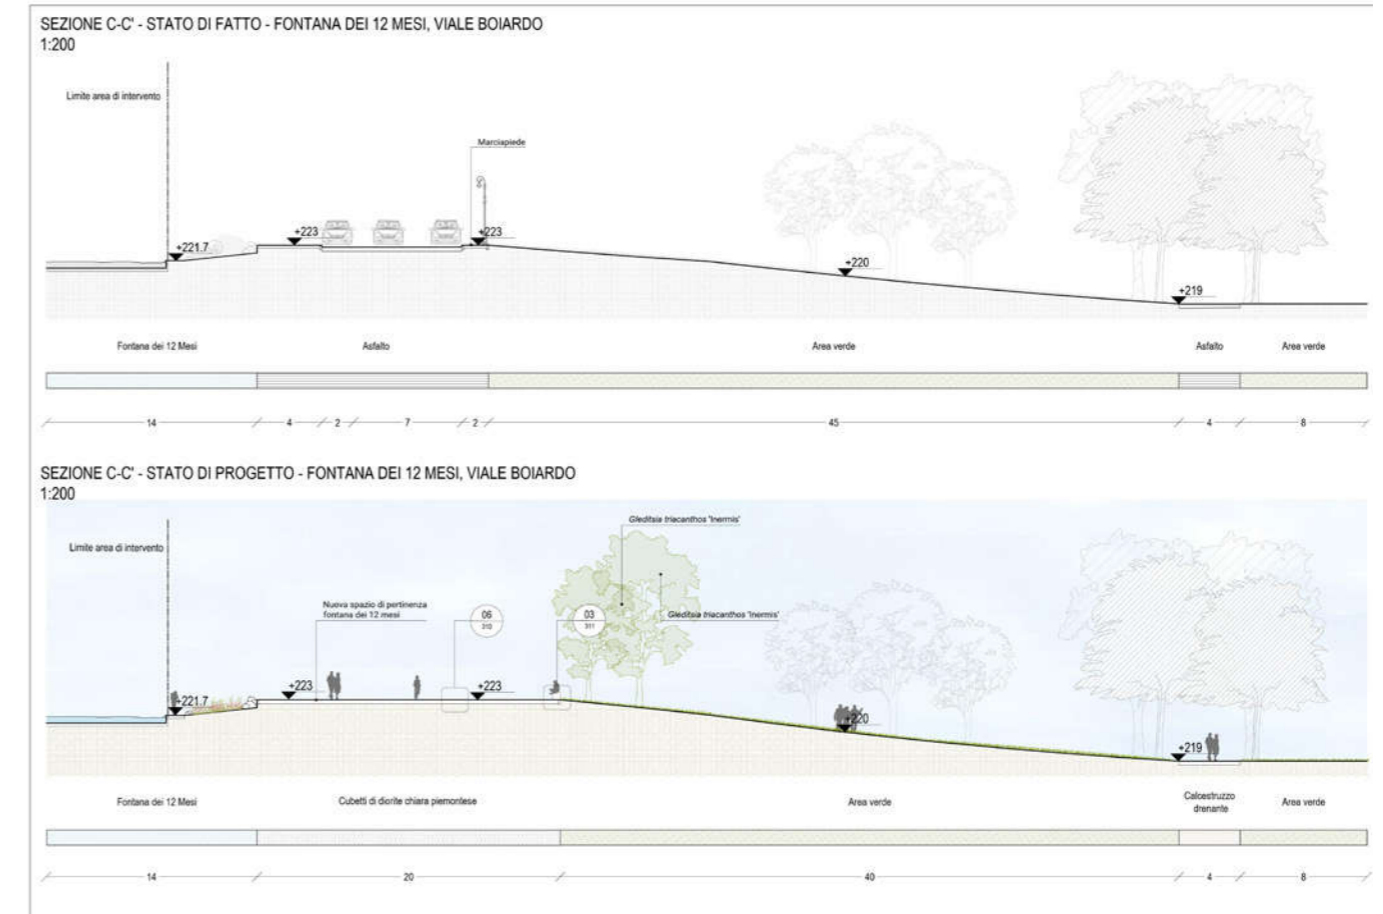 SEZIONE C-C' - STATO DI FATTO - FONTANA DEI 12 MESI, VIALE BOIARDO
1:200
Limite area di intervento
Marciapiede
+221.7
+223
+223
+220
+219
Fontana dei 12 Mesi
Asfalto
Area verde
Asfalto
Area verde
14
4
2
7
2
45
4
8
SEZIONE C-C' - STATO DI PROGETTO - FONTANA DEI 12 MESI, VIALE BOIARDO
1:200
Gleditsia triacanthos 'Inermis'
Limite area di intervento
Nuova spazio di pertinenza
fontana dei 12 mesi
06
310
03
311
Gleditsia triacanthos 'Inermis'
+221.7
+223
+223
+220
+219
Fontana dei 12 Mesi
Cubetti di diorite chiara piemontese
Area verde
Calcestruzzo
drenante
Area verde
14
20
40
4
8